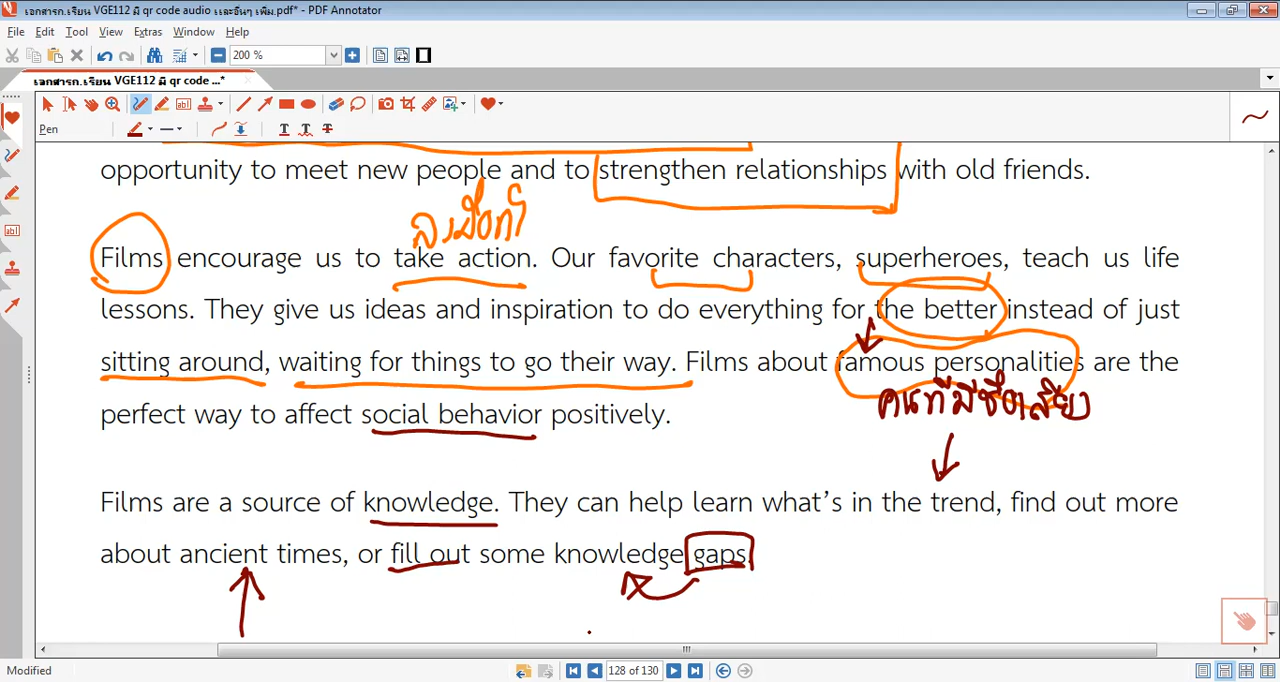 เอกสารก.เรียน VGE112 มี qr code audio และอื่นๆ เพิ่ม.pdf* - PDF Annotator
File Edit Tool View Extras Window Help
200 %
เอกสารก.เรียน VGE112 มี qr code ...*
Pen
opportunity to meet new people and to strengthen relationships with old friends.
ลงมือทำ
Films encourage us to take action. Our favorite characters, superheroes, teach us life
lessons. They give us ideas and inspiration to do everything for the better instead of just
sitting around, waiting for things to go their way. Films about famous personalities are the
คนที่มีชื่อเสียง
perfect way to affect social behavior positively.
Films are a source of knowledge. They can help learn what's in the trend, find out more
about ancient times, or fill out some knowledge gaps.
Modified 128 of 130